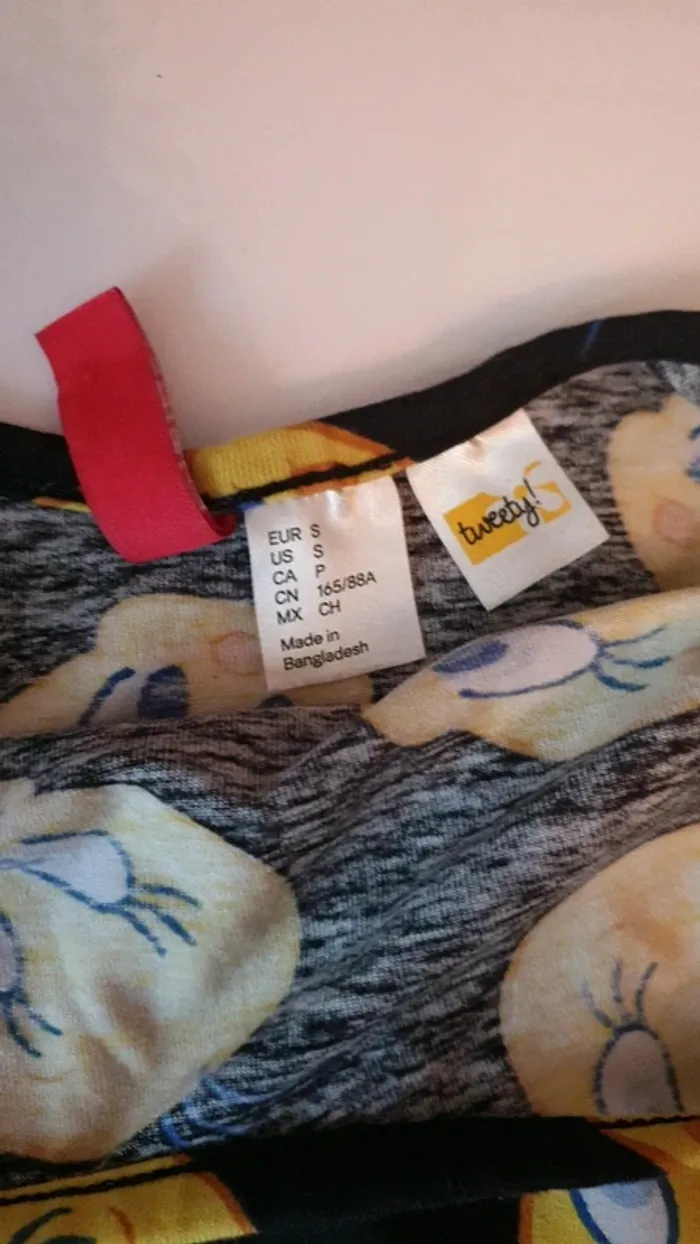 EUR S
US S
CA P
CN 165/88A
MX CH
Made in
Bangladesh
tweety!